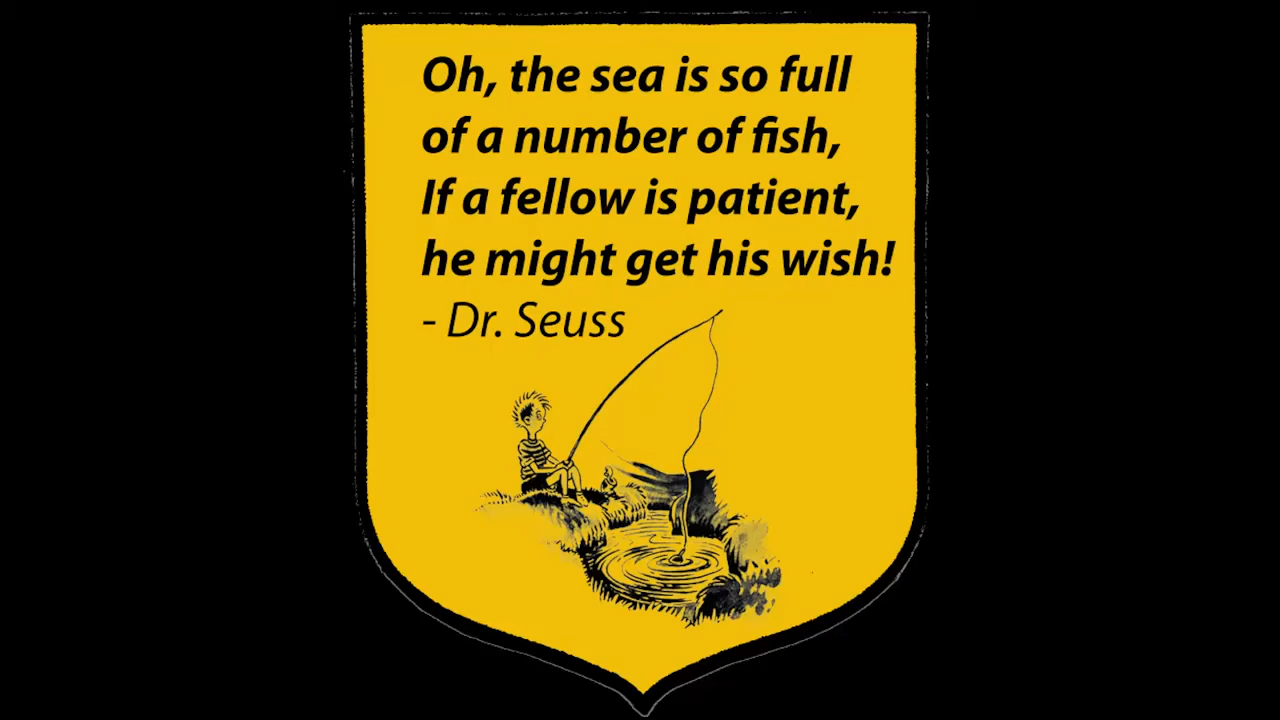 Oh, the sea is so full
of a number of fish,
If a fellow is patient,
he might get his wish!
- Dr. Seuss